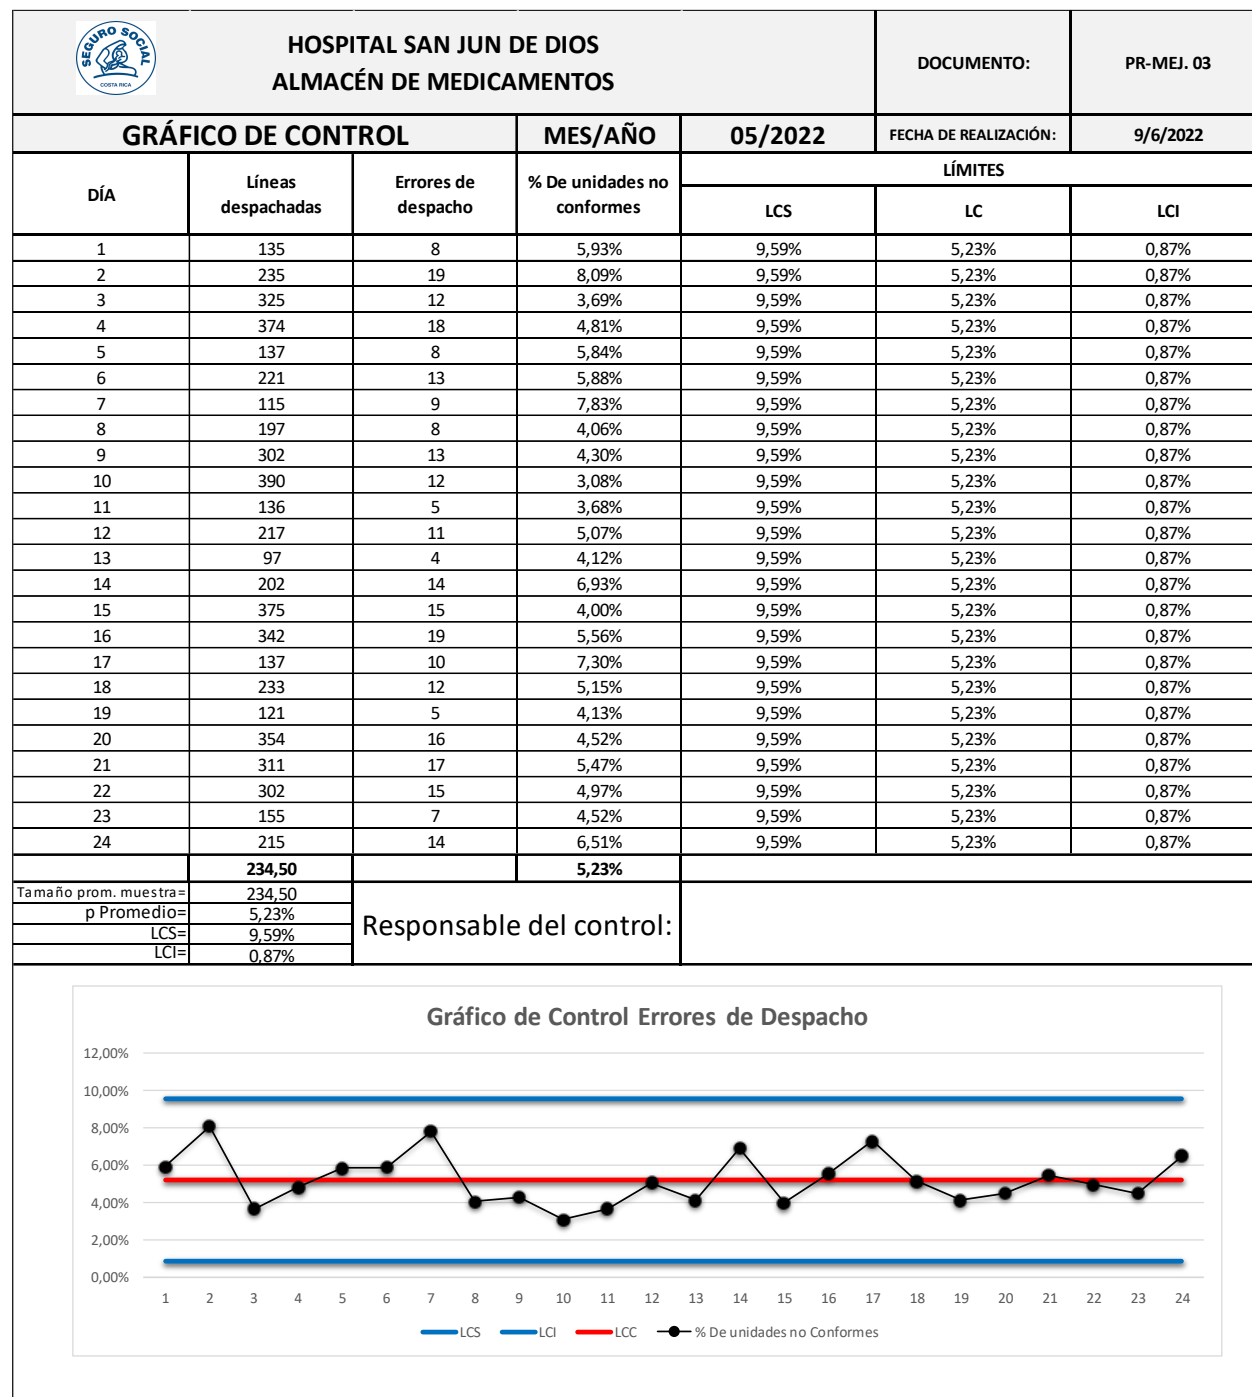 SEGURO SOCIAL
COSTA RICA
HOSPITAL SAN JUN DE DIOS
ALMACÉN DE MEDICAMENTOS
DOCUMENTO: PR-MEJ. 03
GRÁFICO DE CONTROL MES/AÑO 05/2022 FECHA DE REALIZACIÓN: 9/6/2022
DÍA Líneas despachadas Errores de despacho % De unidades no conformes LÍMITES
LCS LC LCI
1 135 8 5,93% 9,59% 5,23% 0,87%
2 235 19 8,09% 9,59% 5,23% 0,87%
3 325 12 3,69% 9,59% 5,23% 0,87%
4 374 18 4,81% 9,59% 5,23% 0,87%
5 137 8 5,84% 9,59% 5,23% 0,87%
6 221 13 5,88% 9,59% 5,23% 0,87%
7 115 9 7,83% 9,59% 5,23% 0,87%
8 197 8 4,06% 9,59% 5,23% 0,87%
9 302 13 4,30% 9,59% 5,23% 0,87%
10 390 12 3,08% 9,59% 5,23% 0,87%
11 136 5 3,68% 9,59% 5,23% 0,87%
12 217 11 5,07% 9,59% 5,23% 0,87%
13 97 4 4,12% 9,59% 5,23% 0,87%
14 202 14 6,93% 9,59% 5,23% 0,87%
15 375 15 4,00% 9,59% 5,23% 0,87%
16 342 19 5,56% 9,59% 5,23% 0,87%
17 137 10 7,30% 9,59% 5,23% 0,87%
18 233 12 5,15% 9,59% 5,23% 0,87%
19 121 5 4,13% 9,59% 5,23% 0,87%
20 354 16 4,52% 9,59% 5,23% 0,87%
21 311 17 5,47% 9,59% 5,23% 0,87%
22 302 15 4,97% 9,59% 5,23% 0,87%
23 155 7 4,52% 9,59% 5,23% 0,87%
24 215 14 6,51% 9,59% 5,23% 0,87%
234,50 5,23%
Tamaño prom. muestra= 234,50
p Promedio= 5,23%
LCS= 9,59%
LCI= 0,87%
Responsable del control:
Gráfico de Control Errores de Despacho
12,00%
10,00%
8,00%
6,00%
4,00%
2,00%
0,00%
1 2 3 4 5 6 7 8 9 10 11 12 13 14 15 16 17 18 19 20 21 22 23 24
LCS LCI LCC % De unidades no Conformes